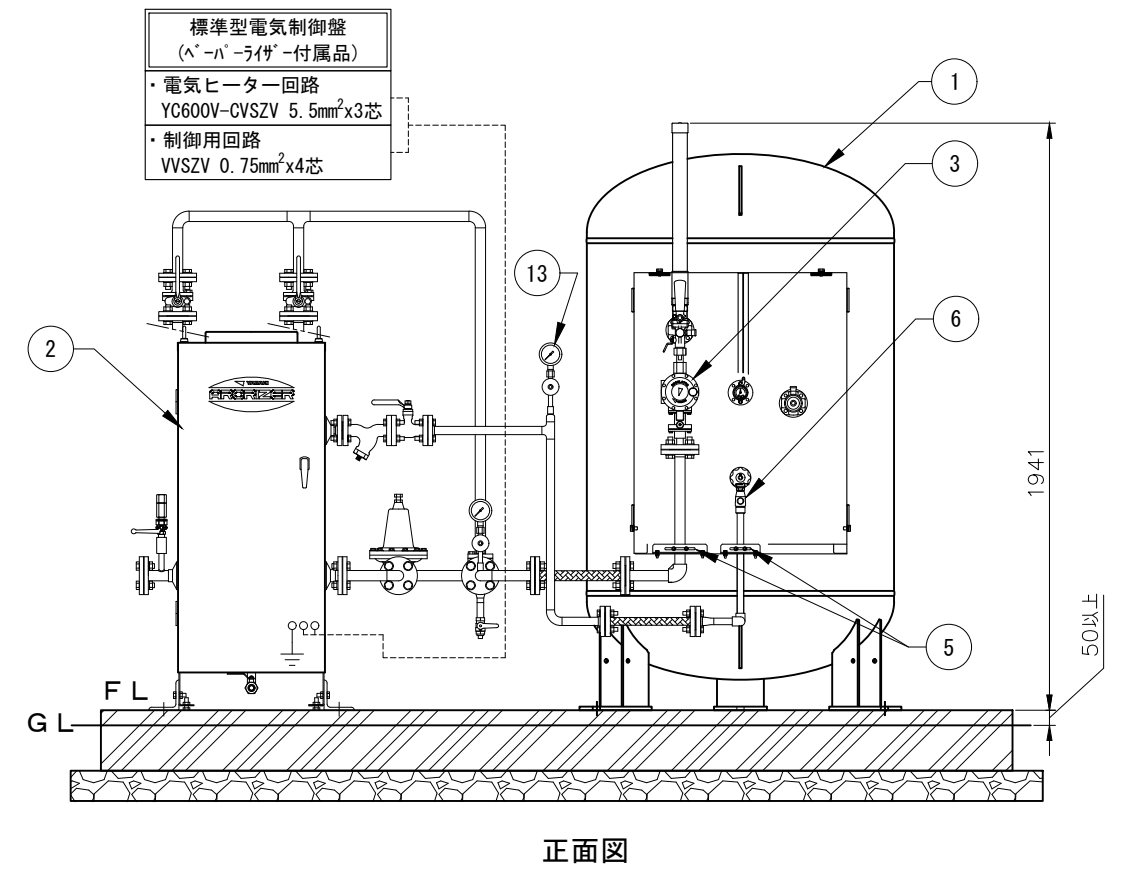 標準型電気制御盤
(ﾍﾞｰﾊﾟｰﾗｲｻﾞｰ付属品)
・電気ヒーター回路
YC600V-CVSZV 5.5mm²x3芯
・制御用回路
VVSZV 0.75mm²x4芯
1
3
13
6
2
1941
5
50以上
FL
GL
正面図